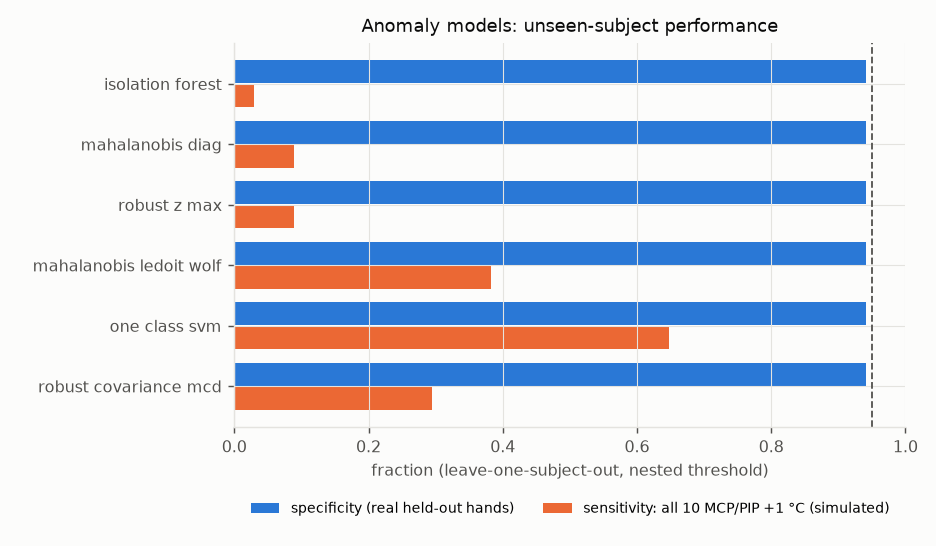 Anomaly models: unseen-subject performance
isolation forest
mahalanobis diag
robust z max
mahalanobis ledoit wolf
one class svm
robust covariance mcd
0.0 0.2 0.4 0.6 0.8 1.0
fraction (leave-one-subject-out, nested threshold)
specificity (real held-out hands) sensitivity: all 10 MCP/PIP +1 °C (simulated)